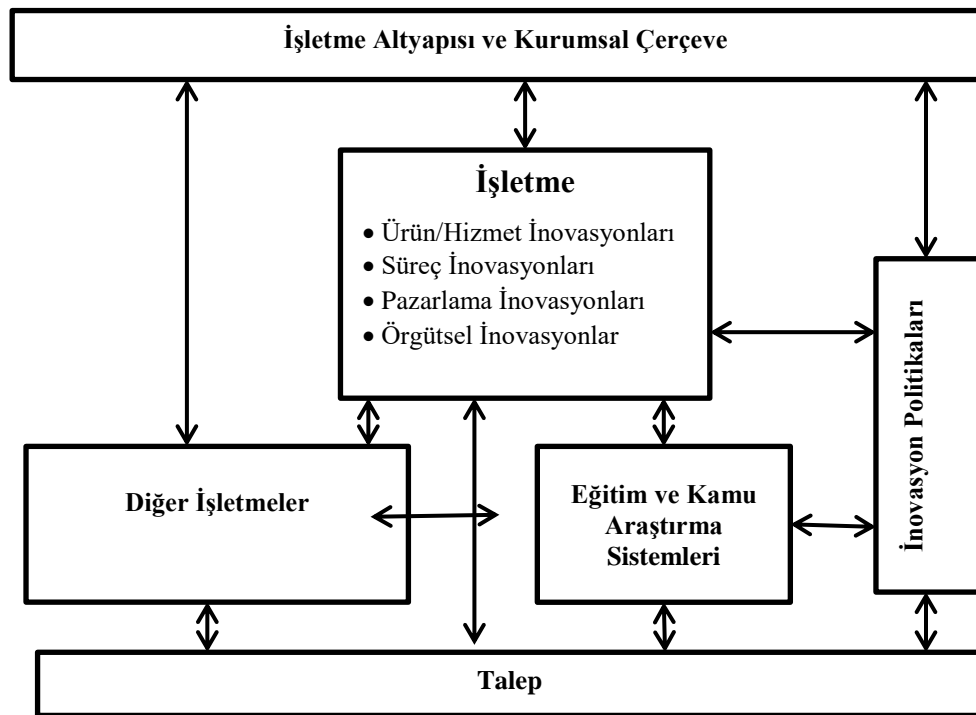 İşletme Altyapısı ve Kurumsal Çerçeve
İşletme
• Ürün/Hizmet İnovasyonları
• Süreç İnovasyonları
• Pazarlama İnovasyonları
• Örgütsel İnovasyonlar
İnovasyon Politikaları
Diğer İşletmeler
Eğitim ve Kamu
Araştırma
Sistemleri
Talep